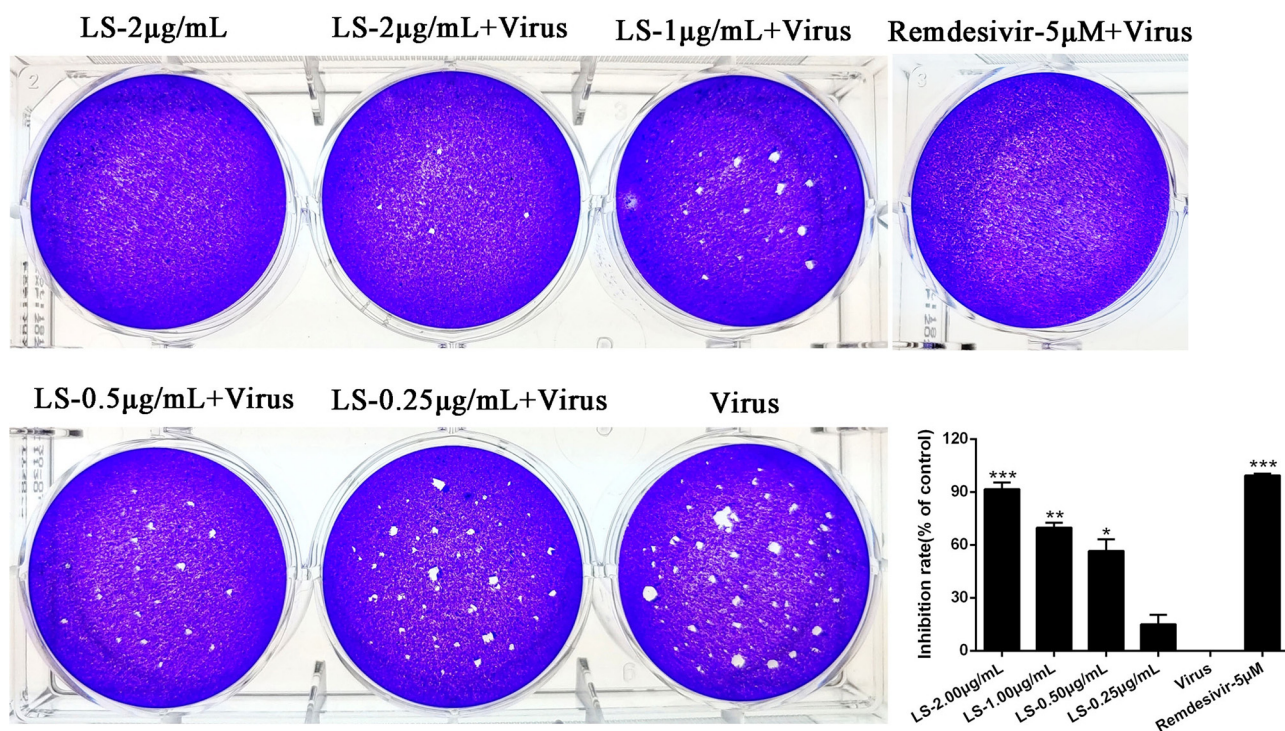 LS-2μg/mL
LS-2μg/mL+Virus
LS-1μg/mL+Virus
Remdesivir-5μM+Virus
2
3
LS-0.5μg/mL+Virus
LS-0.25μg/mL+Virus
Virus
120
90
60
30
0
Inhibition rate(% of control)
***
**
*
***
LS-2.00μg/mL
LS-1.00μg/mL
LS-0.50μg/mL
LS-0.25μg/mL
Virus
Remdesivir-5μM